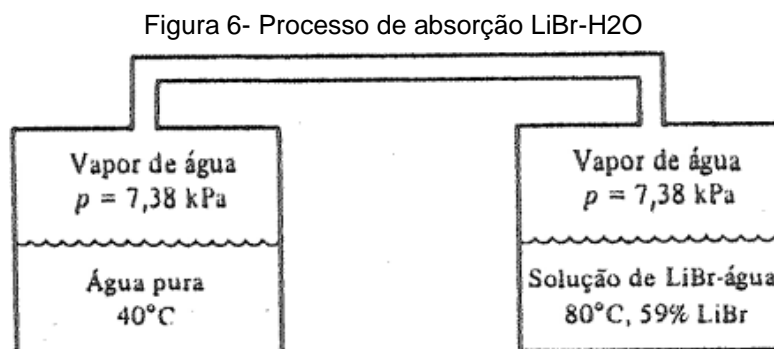 Figura 6- Processo de absorção LiBr-H2O
Vapor de água
p = 7,38 kPa
Água pura
40°C
Vapor de água
p = 7,38 kPa
Solução de LiBr-água
80°C, 59% LiBr